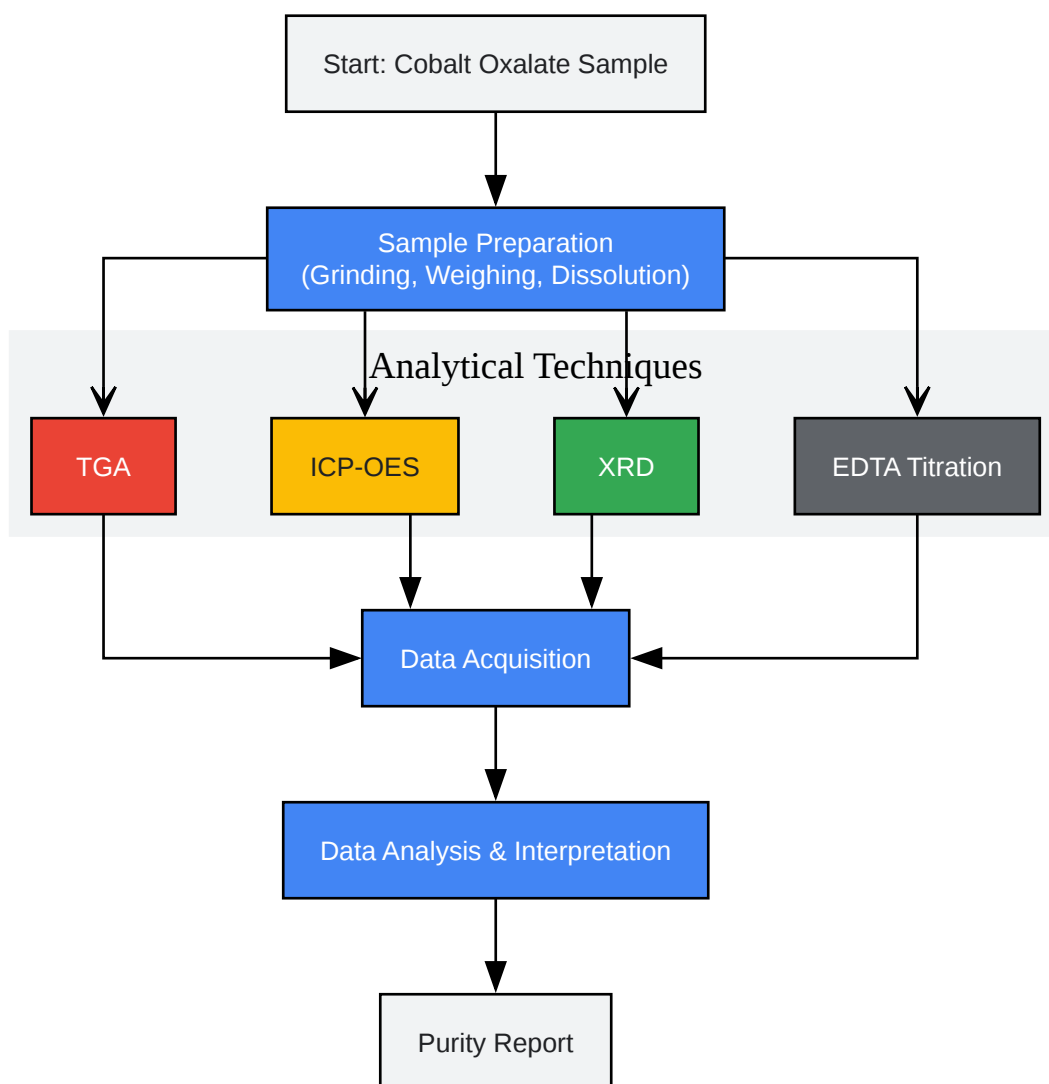 Start: Cobalt Oxalate Sample
Sample Preparation
(Grinding, Weighing, Dissolution)
Analytical Techniques
TGA
ICP-OES
XRD
EDTA Titration
Data Acquisition
Data Analysis & Interpretation
Purity Report